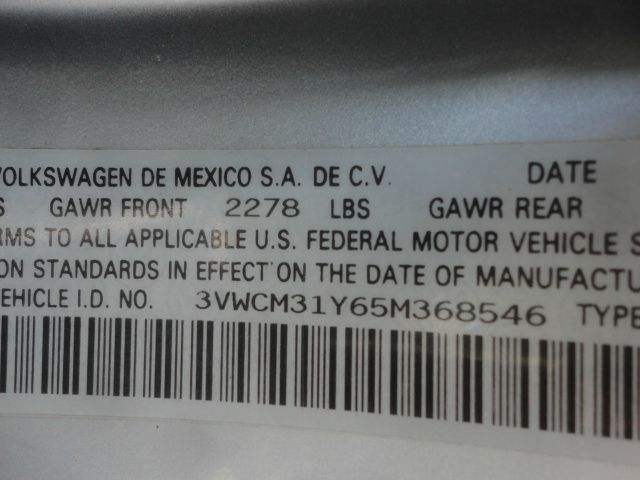 VOLKSWAGEN DE MEXICO S.A. DE C.V. DATE
S GAWR FRONT 2278 LBS GAWR REAR
RMS TO ALL APPLICABLE U.S. FEDERAL MOTOR VEHICLE S
ON STANDARDS IN EFFECT ON THE DATE OF MANUFACTU
EHICLE I.D. NO. 3VWCM31Y65M368546 TYPE